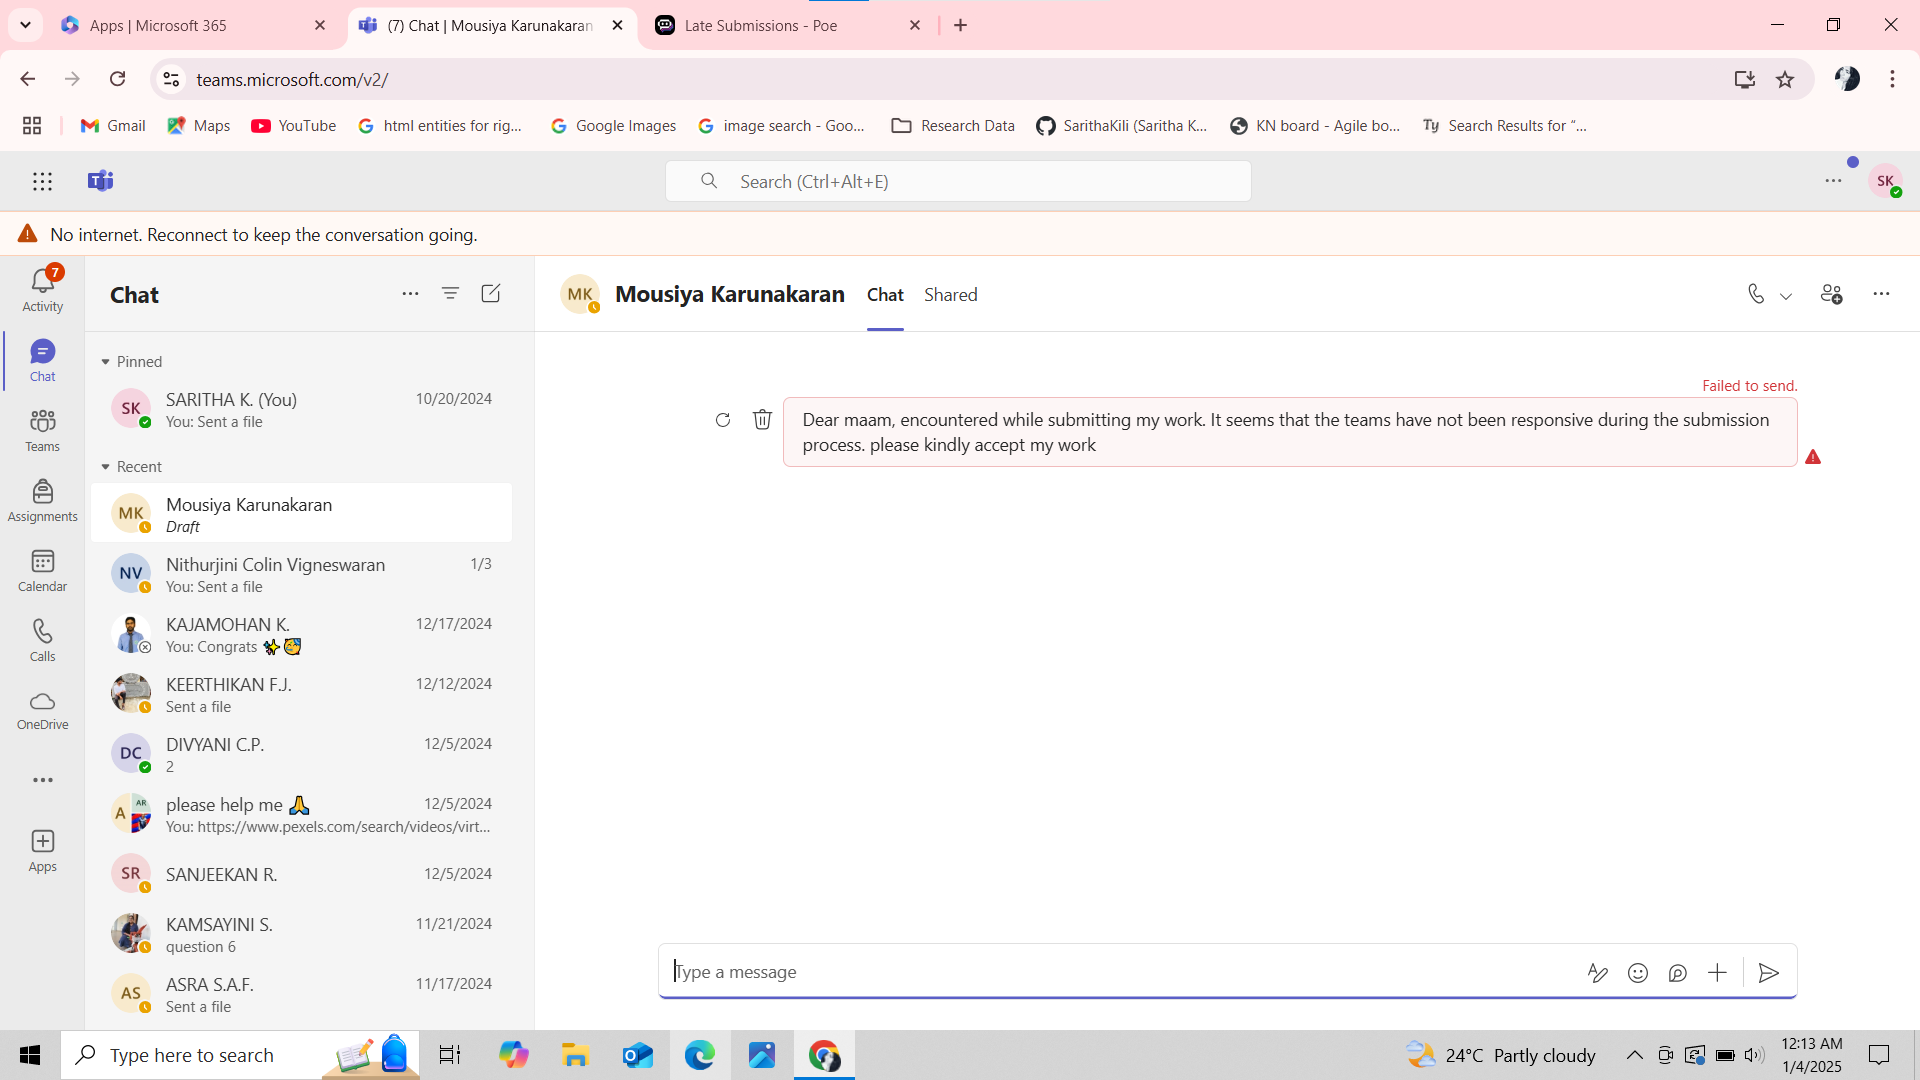 Apps | Microsoft 365
(7) Chat | Mousiya Karunakaran
Late Submissions - Poe
teams.microsoft.com/v2/
Gmail
Maps
YouTube
html entities for rig...
Google Images
image search - Goo...
Research Data
SarithaKili (Saritha K...
KN board - Agile bo...
Ty Search Results for “...
Search (Ctrl+Alt+E)
SK
No internet. Reconnect to keep the conversation going.
7
Activity
Chat
Teams
Assignments
Calendar
Calls
OneDrive
Apps
Chat
Pinned
SK
SARITHA K. (You)
10/20/2024
You: Sent a file
Recent
MK
Mousiya Karunakaran
Draft
NV
Nithurjini Colin Vigneswaran
1/3
You: Sent a file
KAJAMOHAN K.
12/17/2024
You: Congrats ✨🥳
KEERTHIKAN F.J.
12/12/2024
Sent a file
DC
DIVYANI C.P.
12/5/2024
2
A
AR
please help me 🙏
12/5/2024
You: https://www.pexels.com/search/videos/virt...
SR
SANJEEKAN R.
12/5/2024
KAMSAYINI S.
11/21/2024
question 6
AS
ASRA S.A.F.
11/17/2024
Sent a file
MK
Mousiya Karunakaran
Chat
Shared
Failed to send.
Dear maam, encountered while submitting my work. It seems that the teams have not been responsive during the submission
process. please kindly accept my work
Type a message
Type here to search
24°C Partly cloudy
12:13 AM
1/4/2025